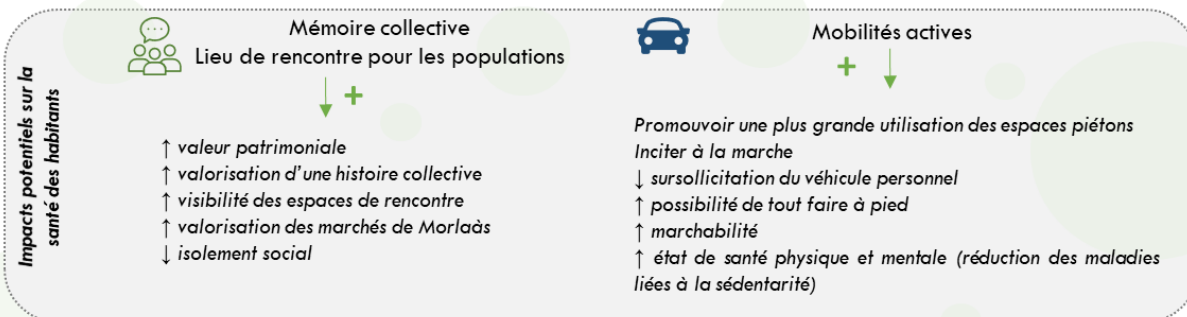 Impacts potentiels sur la
santé des habitants
Mémoire collective
Lieu de rencontre pour les populations
+
↑ valeur patrimoniale
↑ valorisation d'une histoire collective
↑ visibilité des espaces de rencontre
↑ valorisation des marchés de Morlaàs
↓ isolement social
Mobilités actives
+
Promouvoir une plus grande utilisation des espaces piétons
Inciter à la marche
↓ sursollicitation du véhicule personnel
↑ possibilité de tout faire à pied
↑ marchabilité
↑ état de santé physique et mentale (réduction des maladies
liées à la sédentarité)